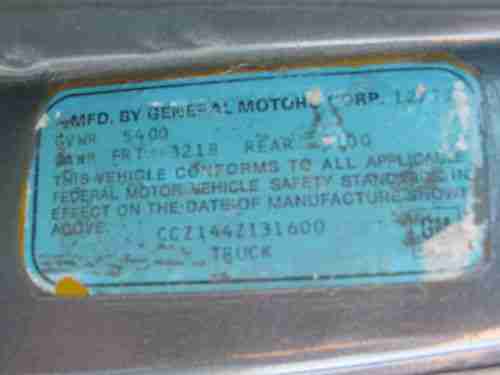 MFD. BY GENERAL MOTORS CORP.
GVWR 5400
GAWR FRT 3218 REAR
THIS VEHICLE CONFORMS TO ALL APPLICABLE
FEDERAL MOTOR VEHICLE SAFETY STANDARDS IN
EFFECT ON THE DATE OF MANUFACTURE SHOWN
ABOVE.
CCZ144Z131600
GM
TRUCK